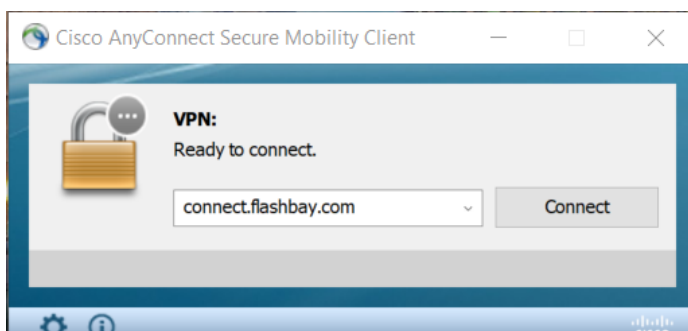 Cisco AnyConnect Secure Mobility Client
VPN:
Ready to connect.
connect.flashbay.com
Connect